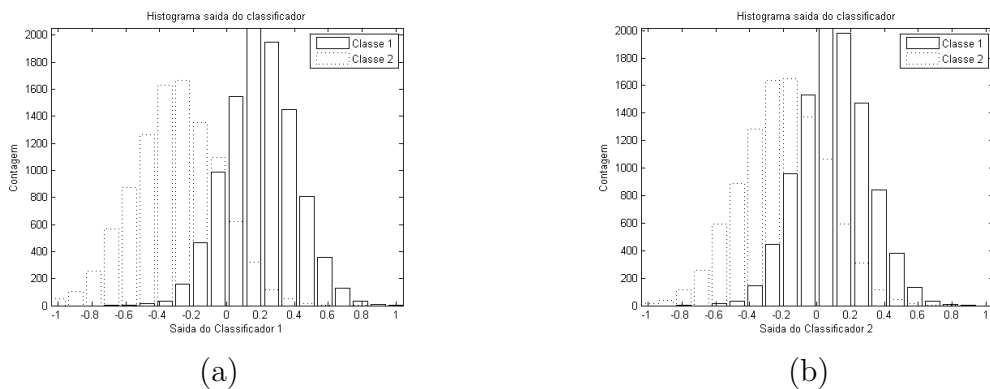 Histograma saida do classificador
Classe 1
Classe 2
Contagem
2000
1800
1600
1400
1200
1000
800
600
400
200
0
-1 -0.8 -0.6 -0.4 -0.2 0 0.2 0.4 0.6 0.8 1
Saida do Classificador 1
(a)
Histograma saida do classificador
Classe 1
Classe 2
Contagem
2000
1800
1600
1400
1200
1000
800
600
400
200
0
-1 -0.8 -0.6 -0.4 -0.2 0 0.2 0.4 0.6 0.8 1
Saida do Classificador 2
(b)